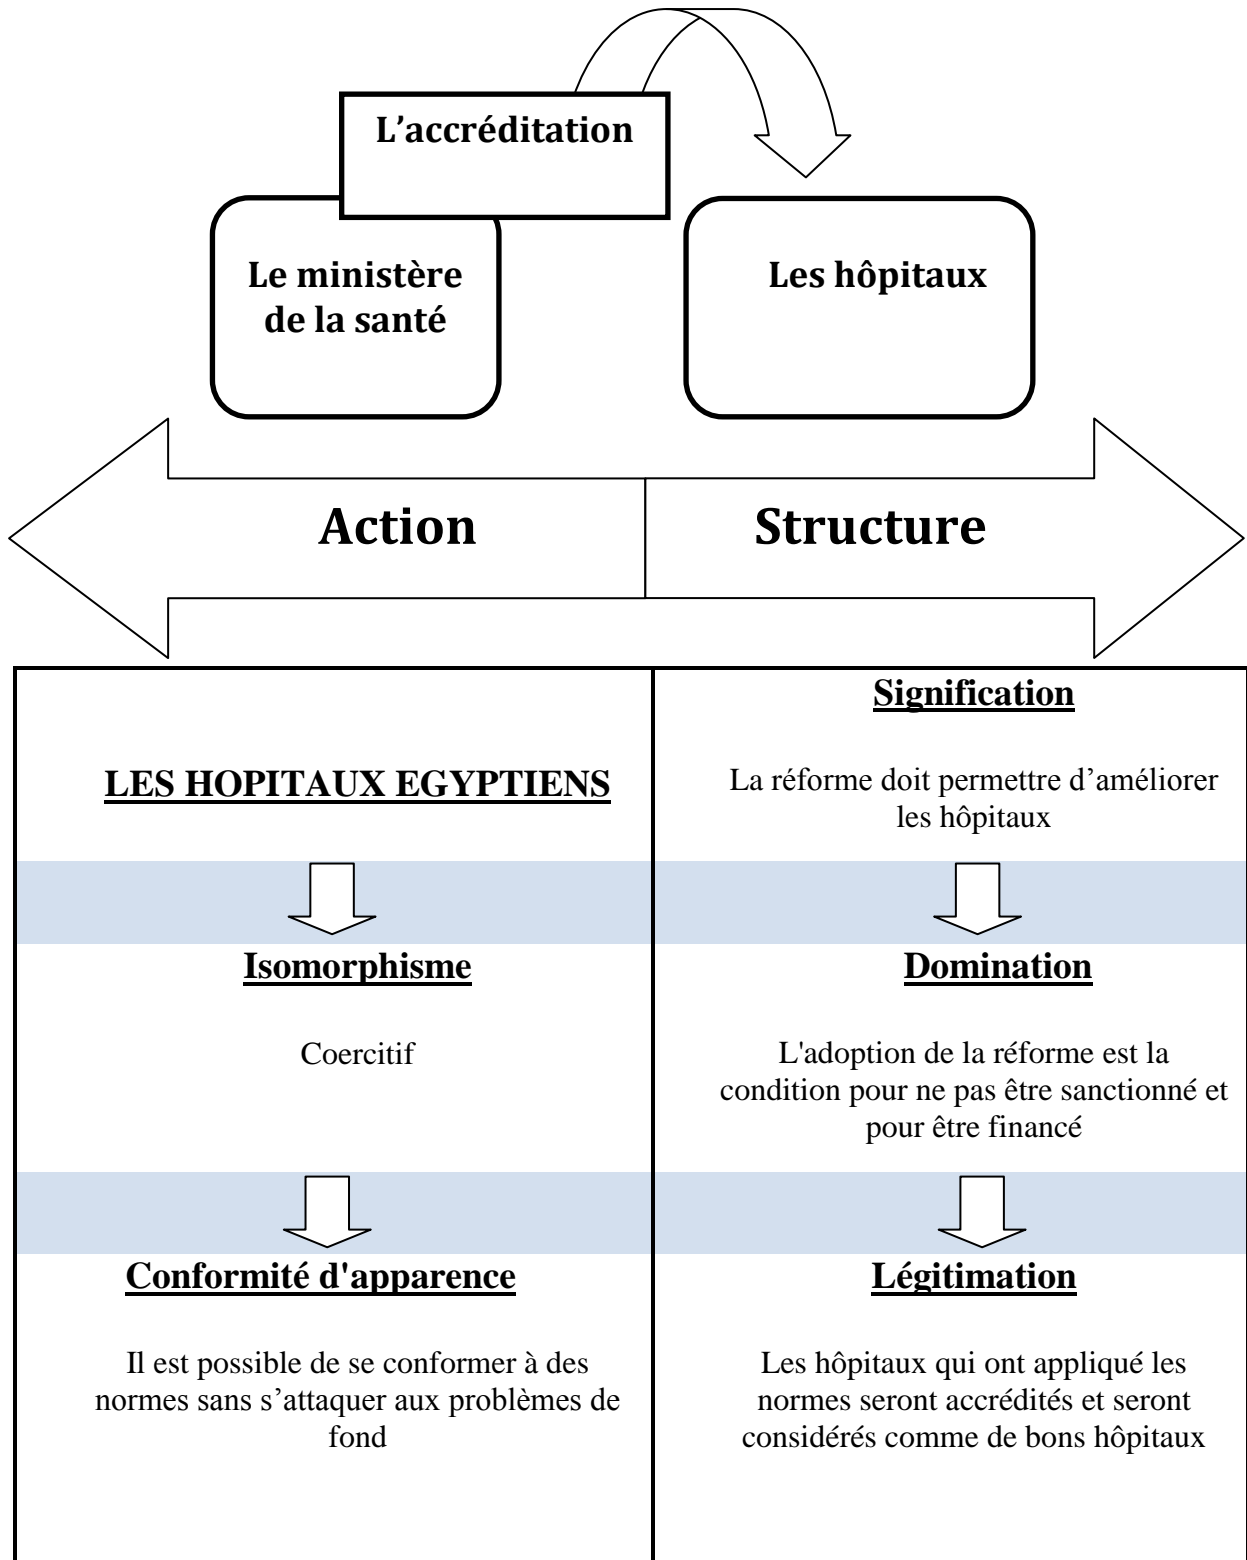 L’accréditation
Le ministère
de la santé
Les hôpitaux
Action
Structure
LES HOPITAUX EGYPTIENS
Isomorphisme
Coercitif
Conformité d'apparence
Il est possible de se conformer à des
normes sans s’attaquer aux problèmes de
fond
Signification
La réforme doit permettre d’améliorer
les hôpitaux
Domination
L'adoption de la réforme est la
condition pour ne pas être sanctionné et
pour être financé
Légitimation
Les hôpitaux qui ont appliqué les
normes seront accrédités et seront
considérés comme de bons hôpitaux